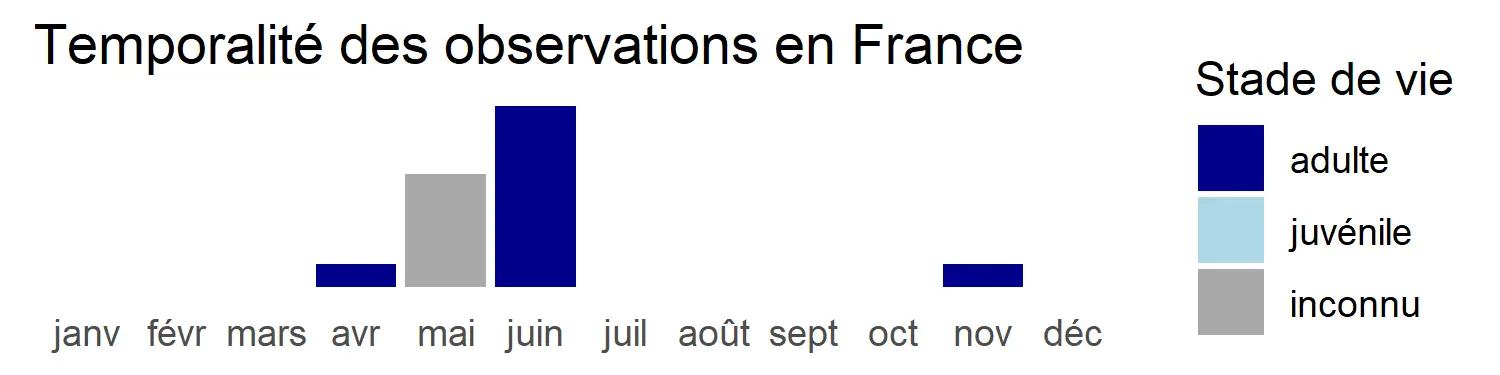 Temporalité des observations en France
Stade de vie
adulte
juvénile
inconnu
janv févr mars avr mai juin juil août sept oct nov déc